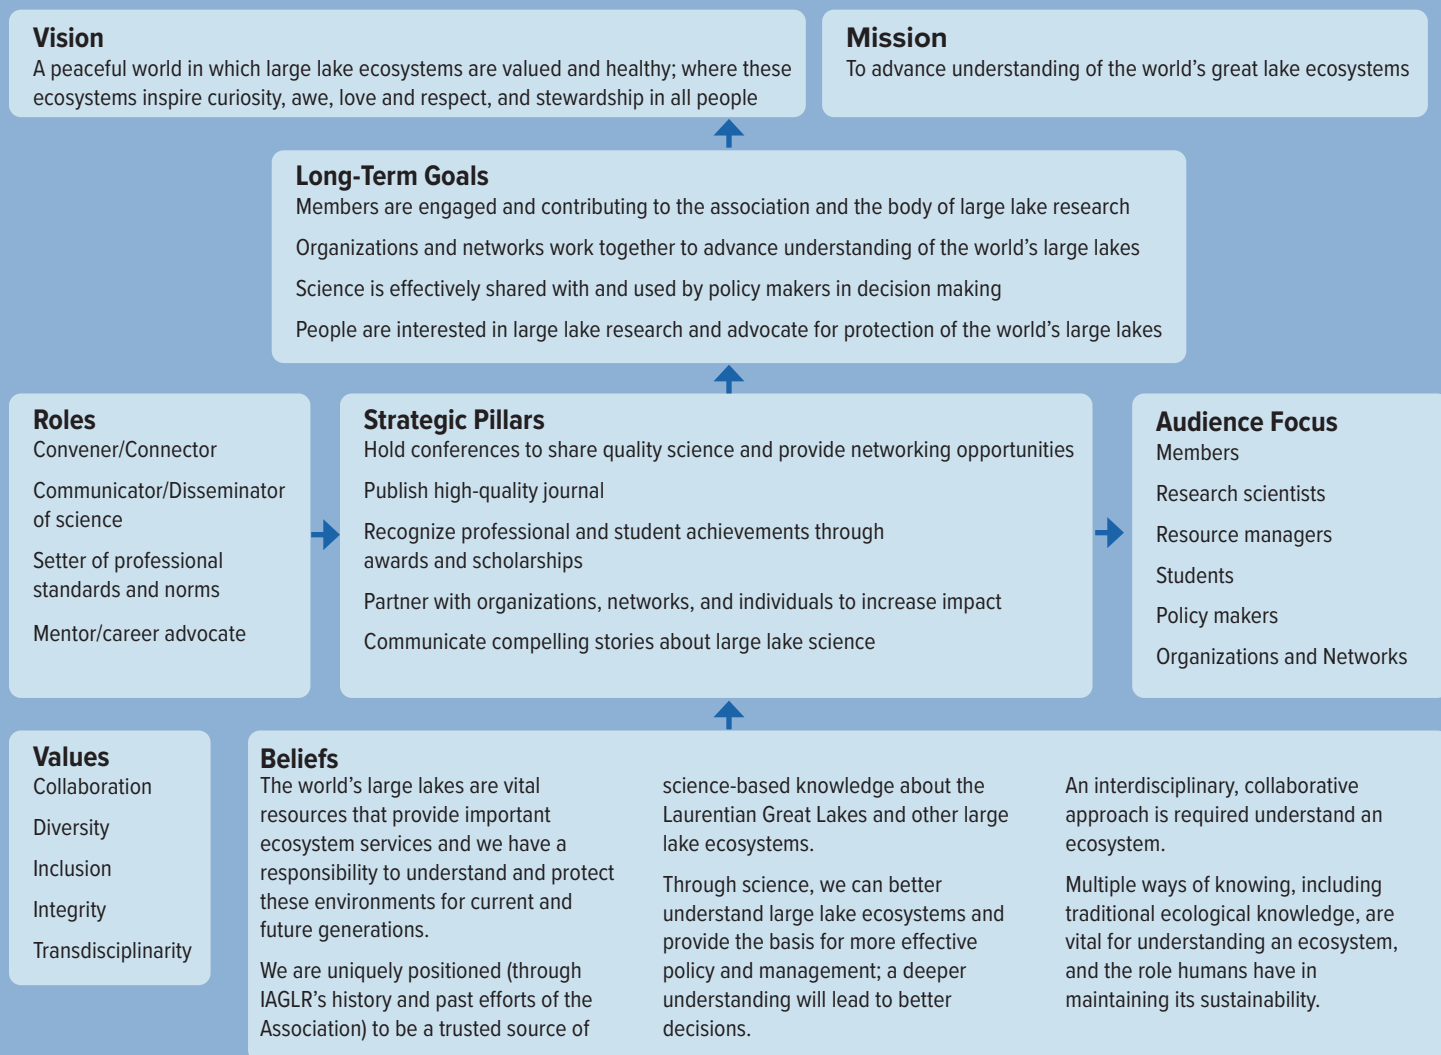 Vision
A peaceful world in which large lake ecosystems are valued and healthy; where these
ecosystems inspire curiosity, awe, love and respect, and stewardship in all people
Mission
To advance understanding of the world’s great lake ecosystems
Long-Term Goals
Members are engaged and contributing to the association and the body of large lake research
Organizations and networks work together to advance understanding of the world’s large lakes
Science is effectively shared with and used by policy makers in decision making
People are interested in large lake research and advocate for protection of the world’s large lakes
Roles
Convener/Connector
Communicator/Disseminator
of science
Setter of professional
standards and norms
Mentor/career advocate
Strategic Pillars
Hold conferences to share quality science and provide networking opportunities
Publish high-quality journal
Recognize professional and student achievements through
awards and scholarships
Partner with organizations, networks, and individuals to increase impact
Communicate compelling stories about large lake science
Audience Focus
Members
Research scientists
Resource managers
Students
Policy makers
Organizations and Networks
Values
Collaboration
Diversity
Inclusion
Integrity
Transdisciplinarity
Beliefs
The world’s large lakes are vital
resources that provide important
ecosystem services and we have a
responsibility to understand and protect
these environments for current and
future generations.
We are uniquely positioned (through
IAGLR’s history and past efforts of the
Association) to be a trusted source of
science-based knowledge about the
Laurentian Great Lakes and other large
lake ecosystems.
Through science, we can better
understand large lake ecosystems and
provide the basis for more effective
policy and management; a deeper
understanding will lead to better
decisions.
An interdisciplinary, collaborative
approach is required understand an
ecosystem.
Multiple ways of knowing, including
traditional ecological knowledge, are
vital for understanding an ecosystem,
and the role humans have in
maintaining its sustainability.